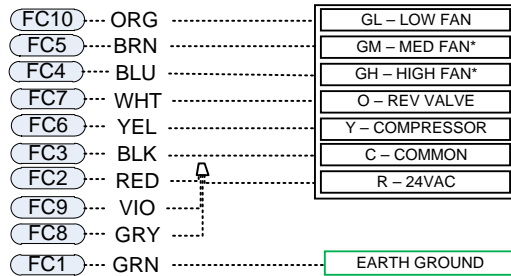 FC10 ORG GL – LOW FAN
FC5 BRN GM – MED FAN*
FC4 BLU GH – HIGH FAN*
FC7 WHT O – REV VALVE
FC6 YEL Y – COMPRESSOR
FC3 BLK C – COMMON
FC2 RED R – 24VAC
FC9 VIO
FC8 GRY
FC1 GRN EARTH GROUND